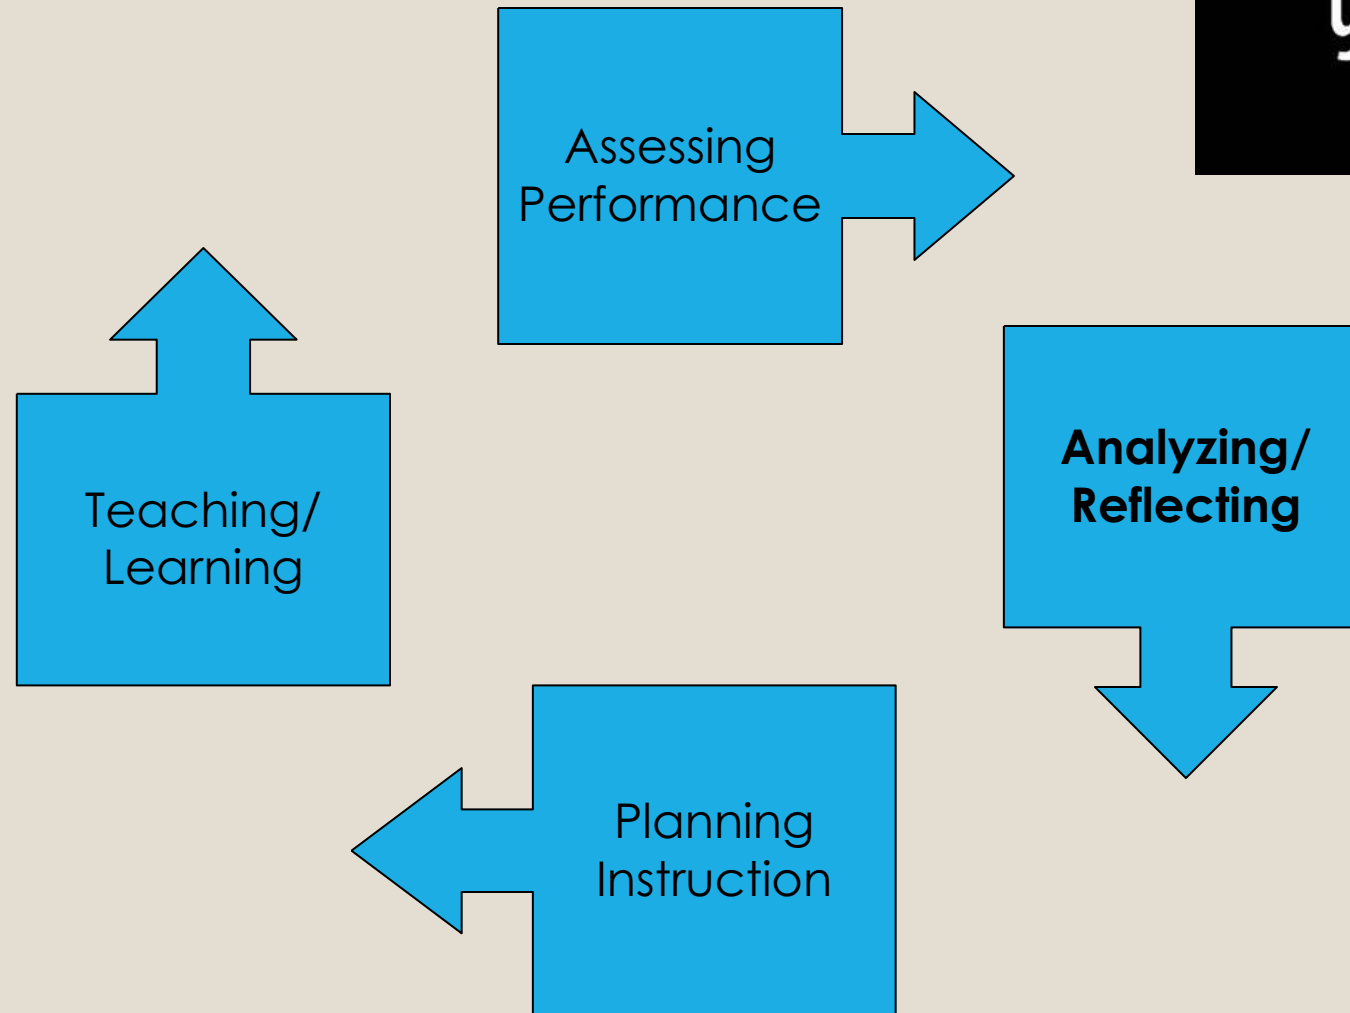 Assessing
Performance
Analyzing/
Reflecting
Teaching/
Learning
Planning
Instruction